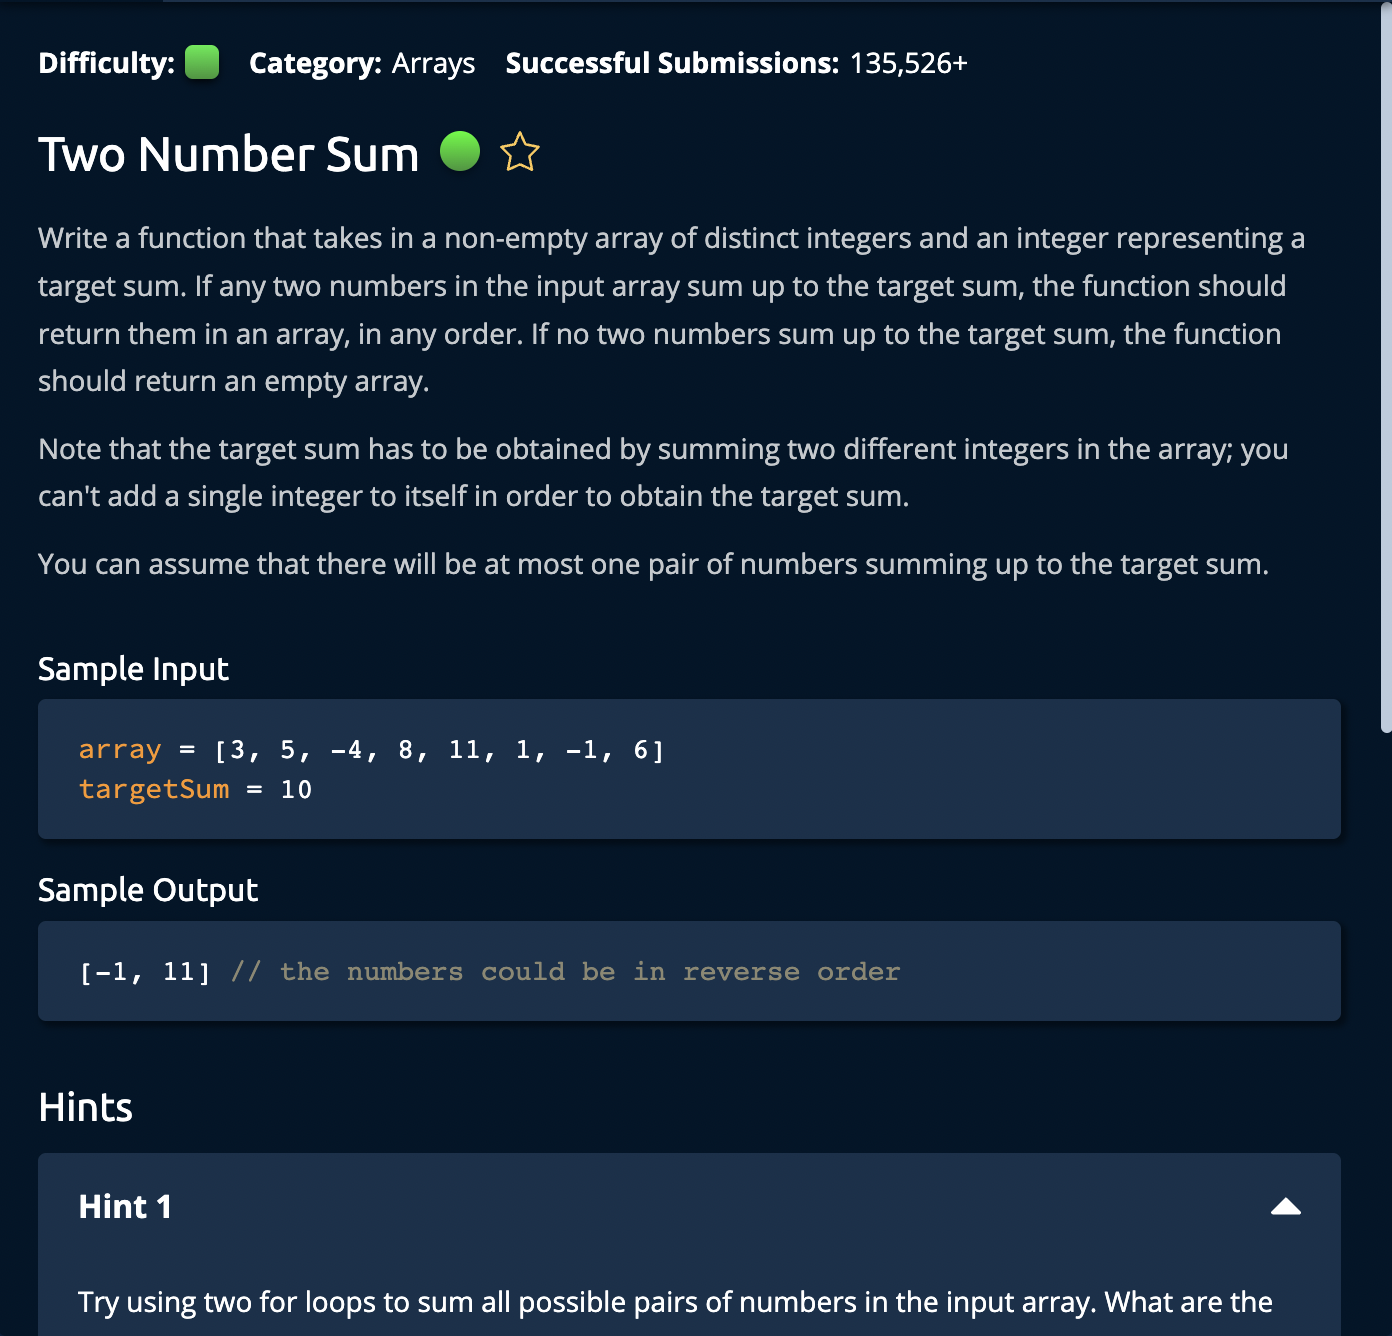 Difficulty: Category: Arrays Successful Submissions: 135,526+
Two Number Sum
Write a function that takes in a non-empty array of distinct integers and an integer representing a
target sum. If any two numbers in the input array sum up to the target sum, the function should
return them in an array, in any order. If no two numbers sum up to the target sum, the function
should return an empty array.
Note that the target sum has to be obtained by summing two different integers in the array; you
can't add a single integer to itself in order to obtain the target sum.
You can assume that there will be at most one pair of numbers summing up to the target sum.
Sample Input
array = [3, 5, -4, 8, 11, 1, -1, 6]
targetSum = 10
Sample Output
[-1, 11] // the numbers could be in reverse order
Hints
Hint 1
Try using two for loops to sum all possible pairs of numbers in the input array. What are the